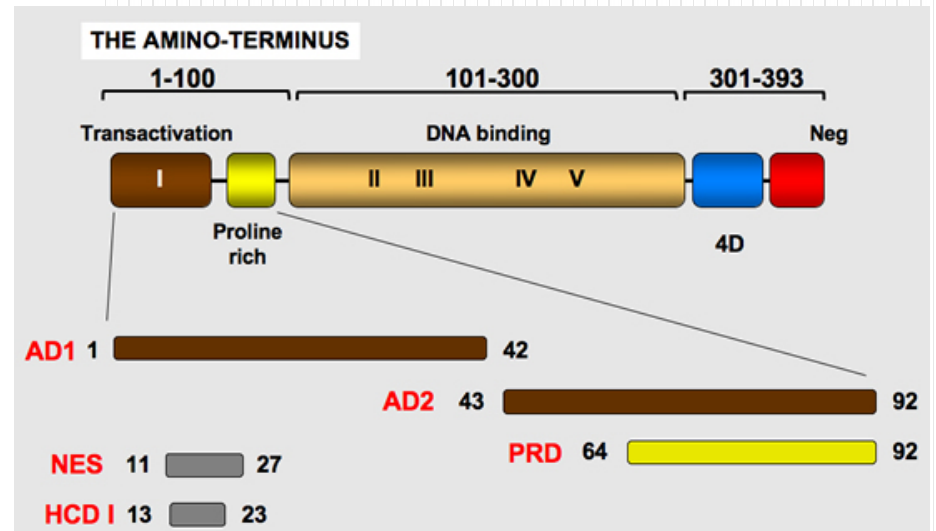 THE AMINO-TERMINUS
1-100 101-300 301-393
Transactivation DNA binding Neg
I II III IV V
Proline
rich
4D
AD1 1 42
AD2 43 92
NES 11 27
PRD 64 92
HCD I 13 23